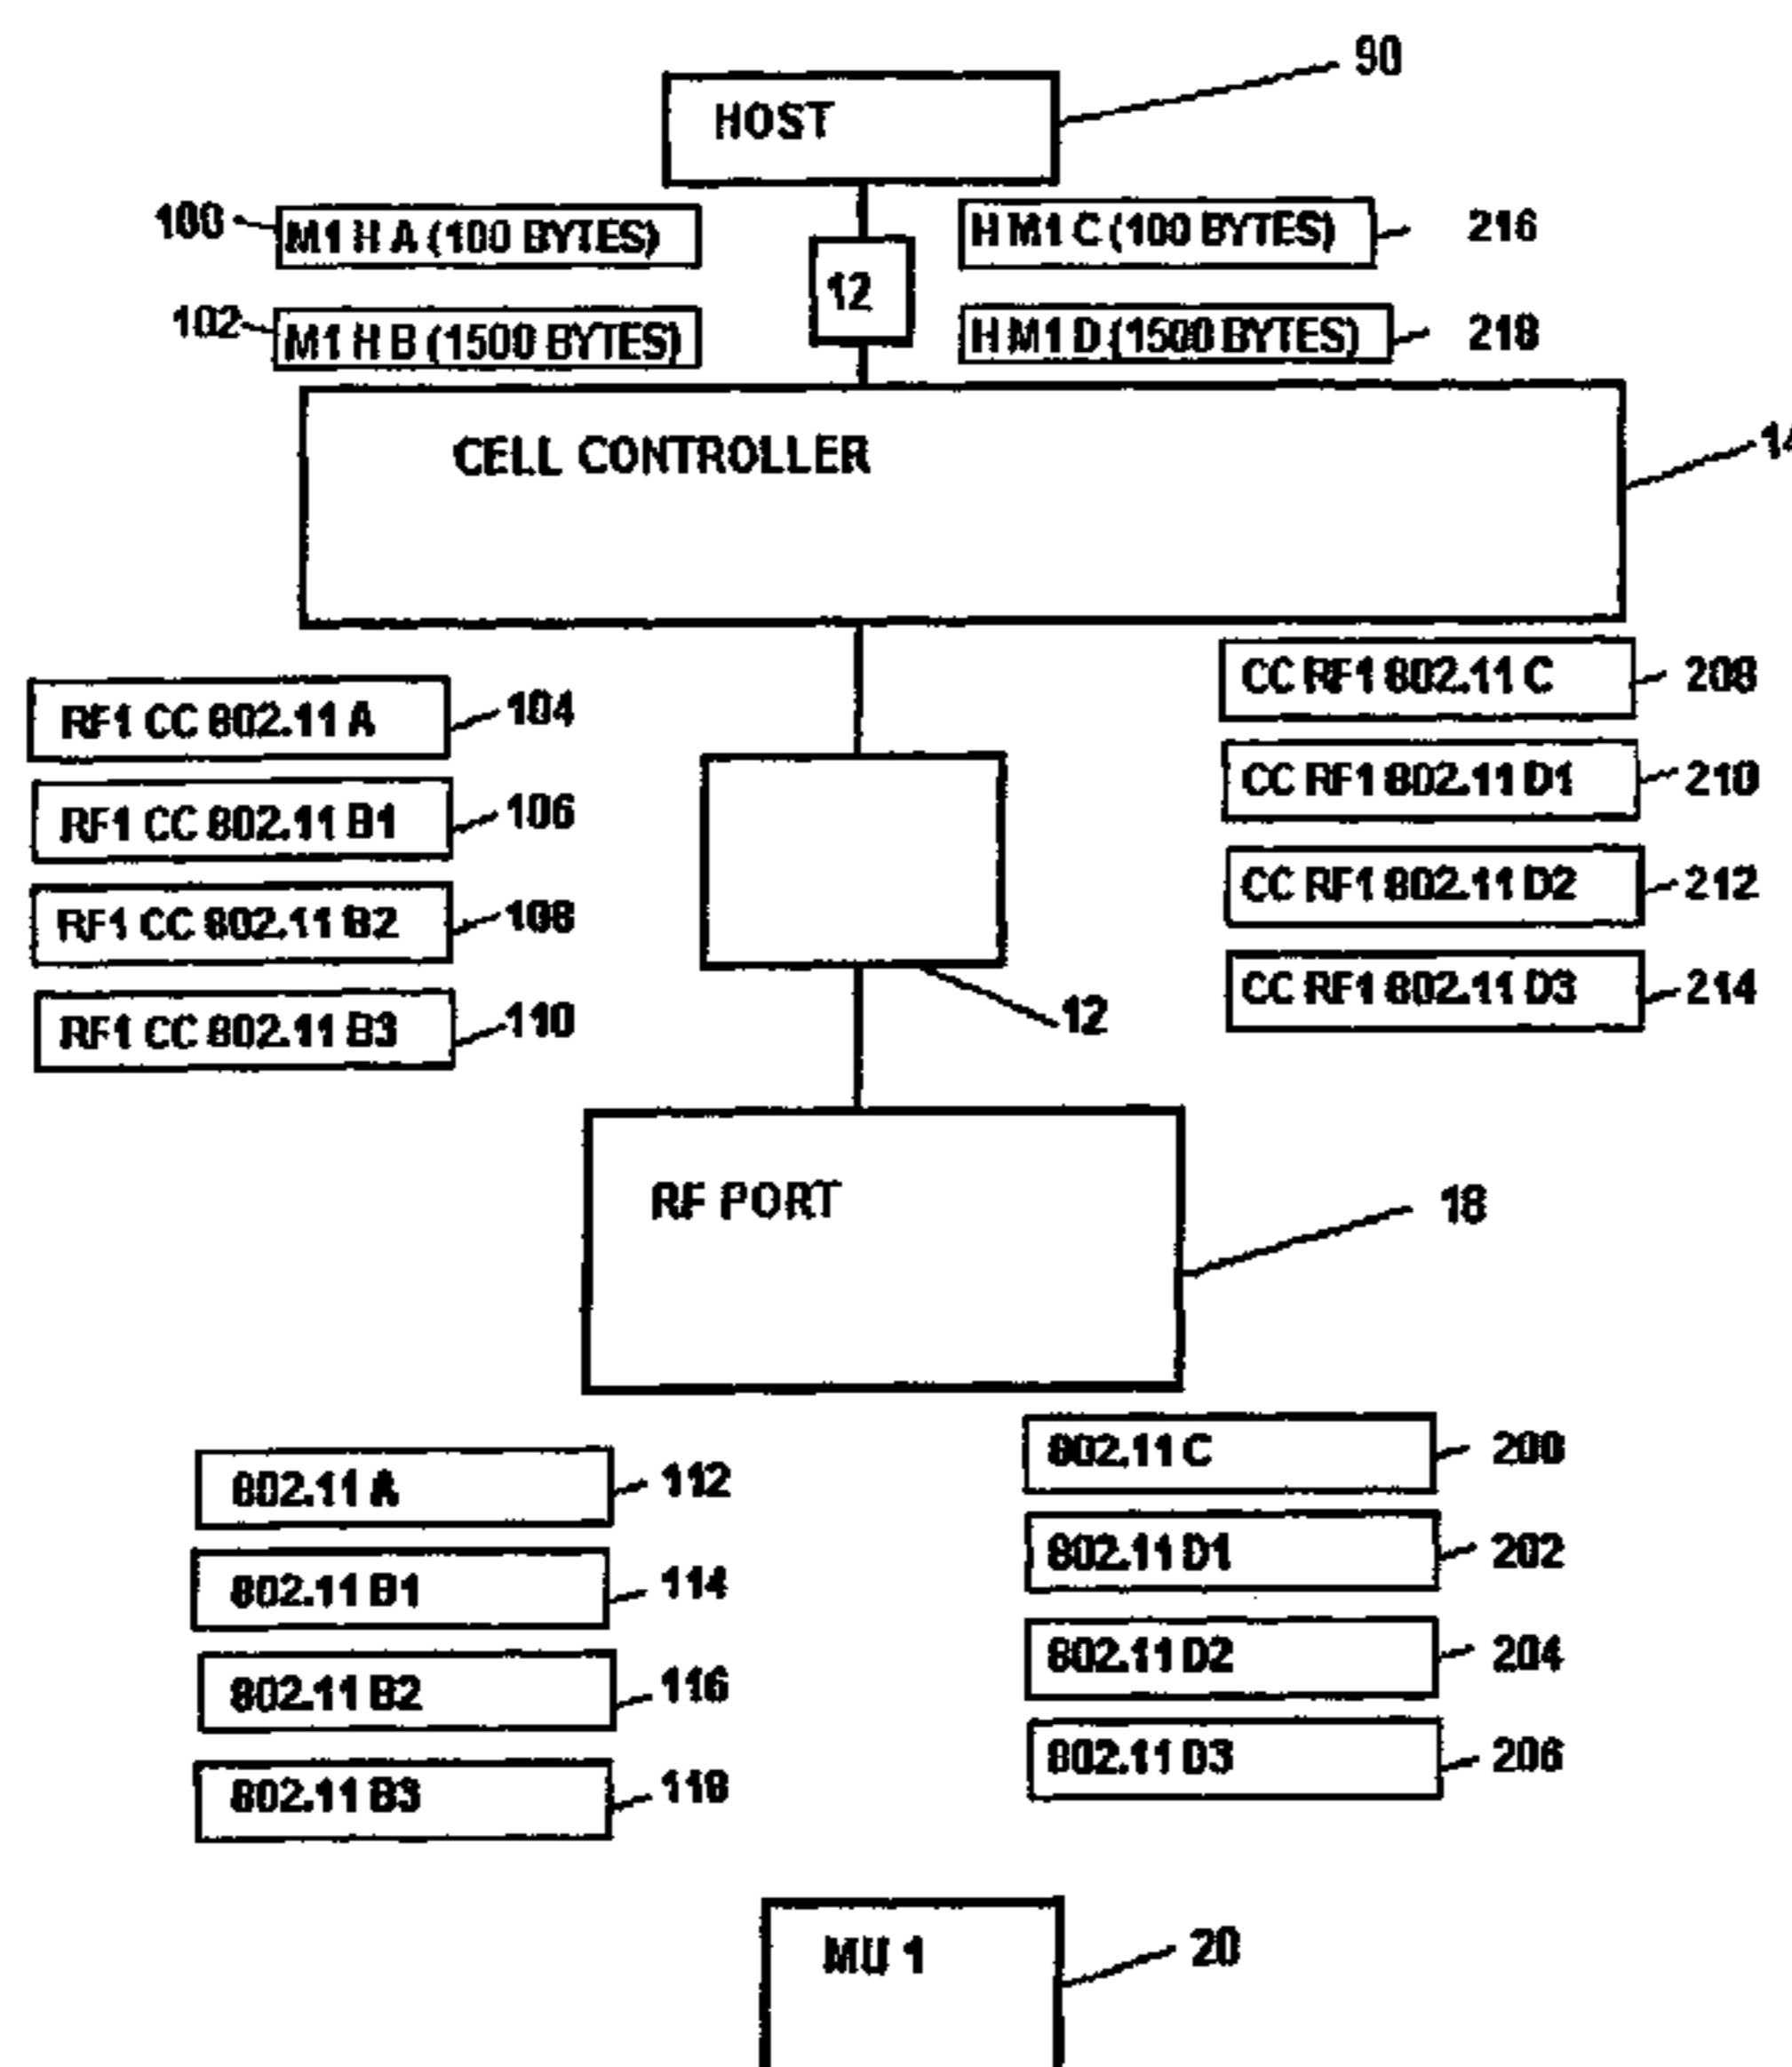 90
HOST
100
M1 H A (100 BYTES)
H M1 C (100 BYTES)
216
12
102
M1 H B (1500 BYTES)
H M1 D (1500 BYTES)
218
CELL CONTROLLER
14
CC RF1 802.11 C
208
RF1 CC 802.11 A
104
CC RF1 802.11 D1
210
RF1 CC 802.11 B1
106
CC RF1 802.11 D2
212
RF1 CC 802.11 B2
108
CC RF1 802.11 D3
214
RF1 CC 802.11 B3
110
12
RF PORT
18
802.11 C
200
802.11 A
112
802.11 D1
202
802.11 B1
114
802.11 D2
204
802.11 B2
116
802.11 D3
206
802.11 B3
118
MU 1
20